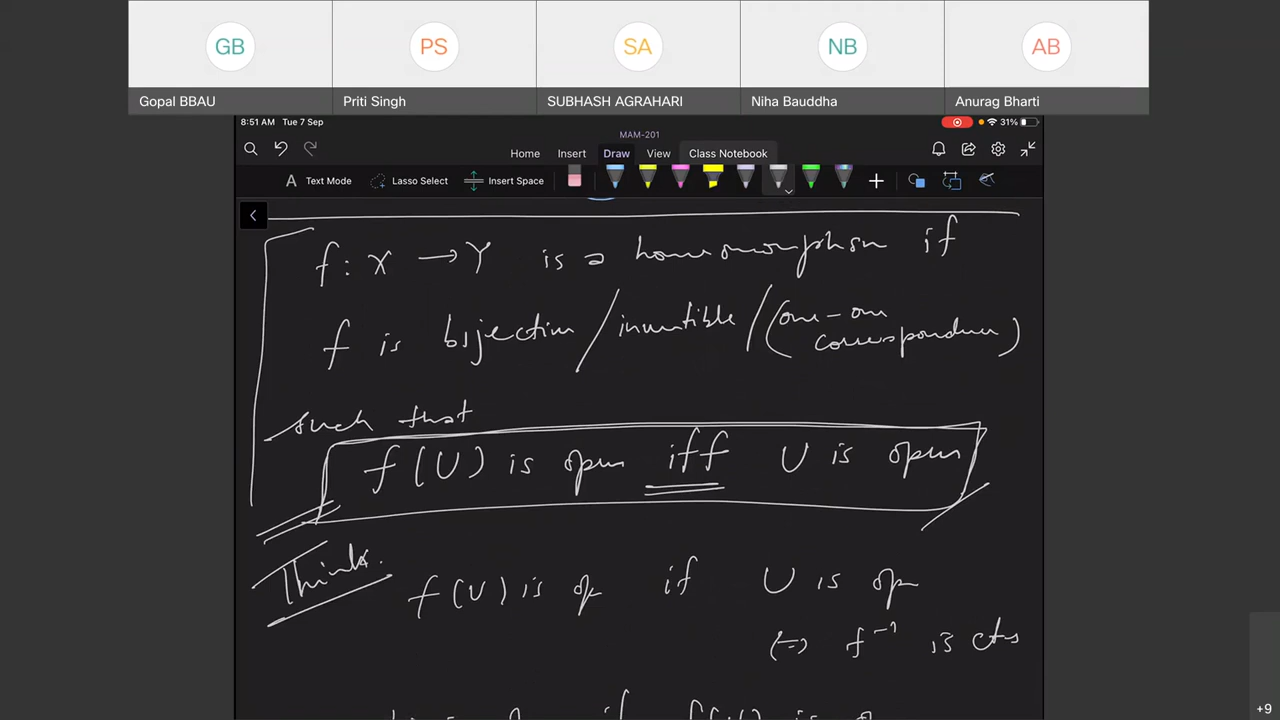 GB PS SA NB AB
Gopal BBAU Priti Singh SUBHASH AGRAHARI Niha Bauddha Anurag Bharti
8:51 AM Tue 7 Sep 31%
MAM-201
Home Insert Draw View Class Notebook
Text Mode Lasso Select Insert Space
f : X → Y is a homeomorphism if
f is bijection / invertible / (one-one
correspondence)
such that
f(U) is open iff U is open
Think. f(U) is op if U is op
(⇔) f⁻¹ is cts
if f(U) is
+9